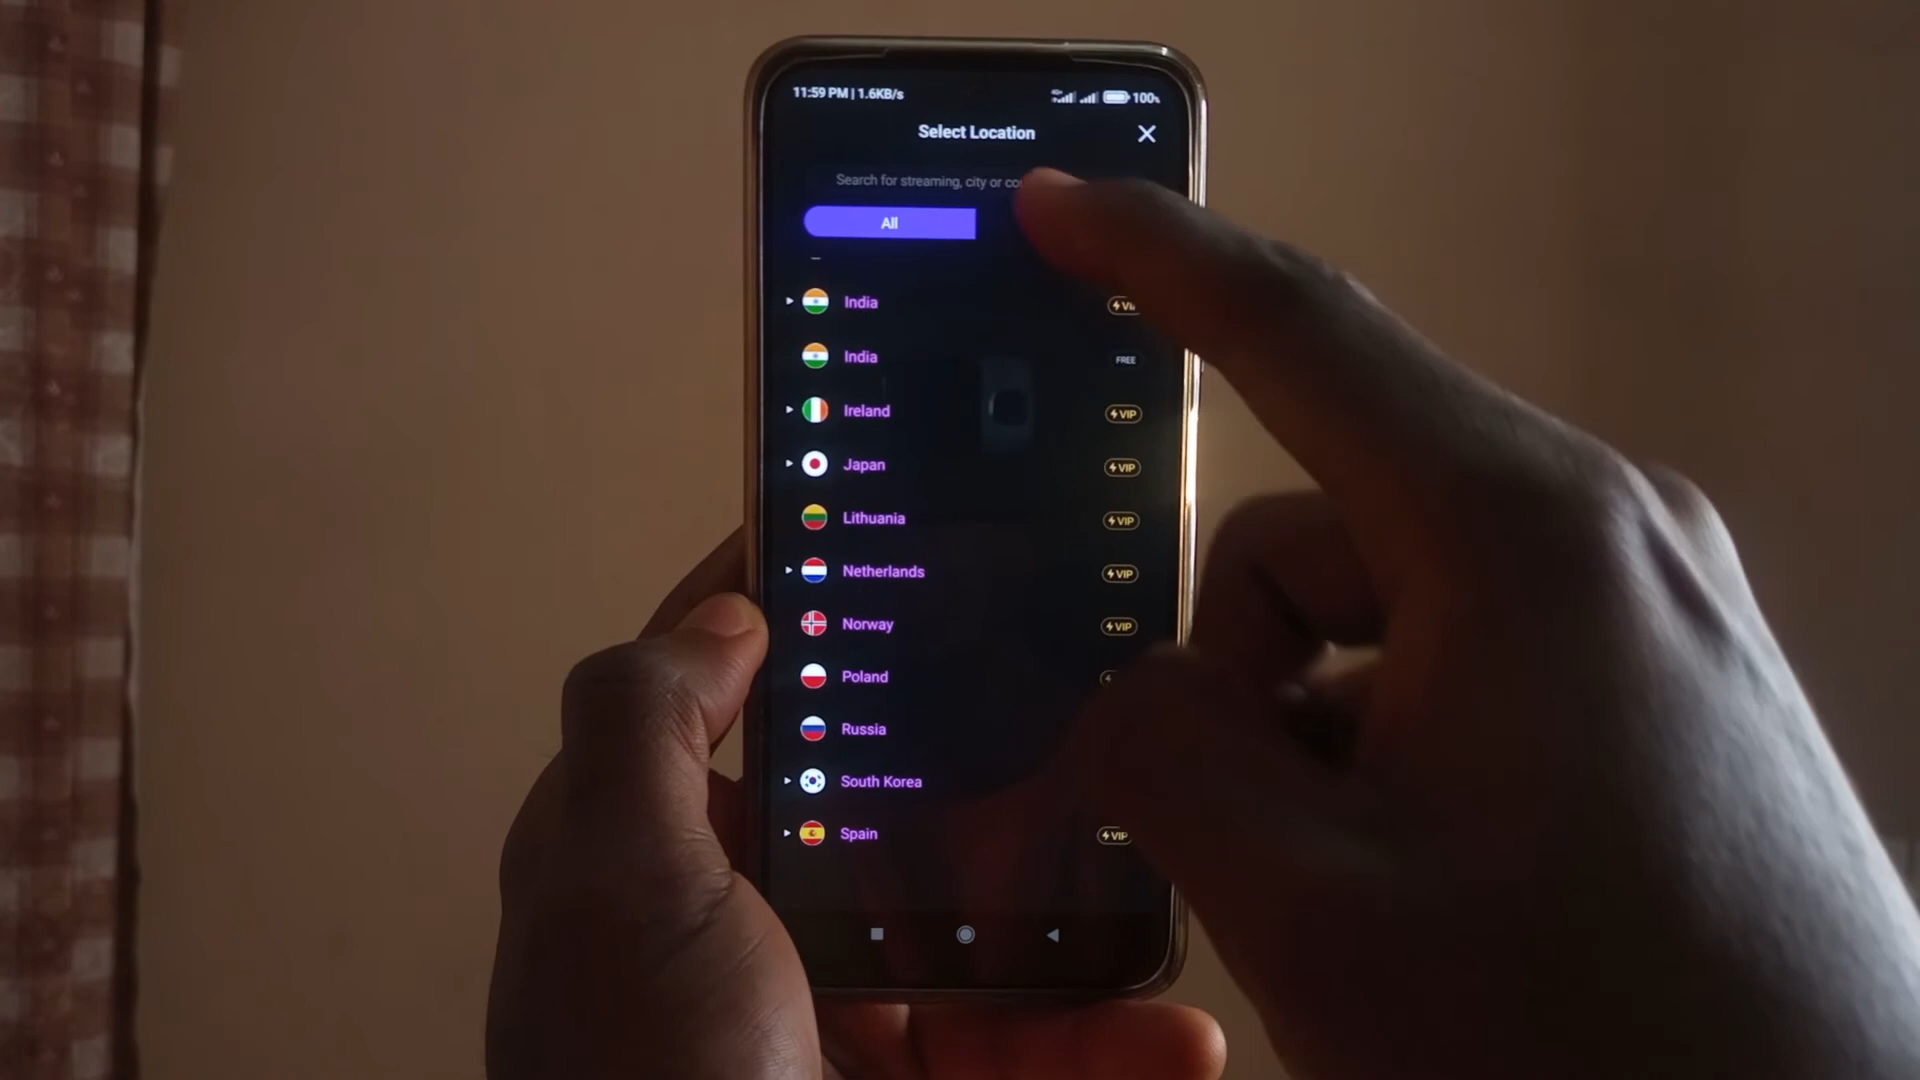 11:59 PM | 1.6KB/s 4G+ 100%
Select Location
Search for streaming, city or
All
India
India FREE
Ireland VIP
Japan VIP
Lithuania VIP
Netherlands VIP
Norway VIP
Poland
Russia
South Korea
Spain VIP